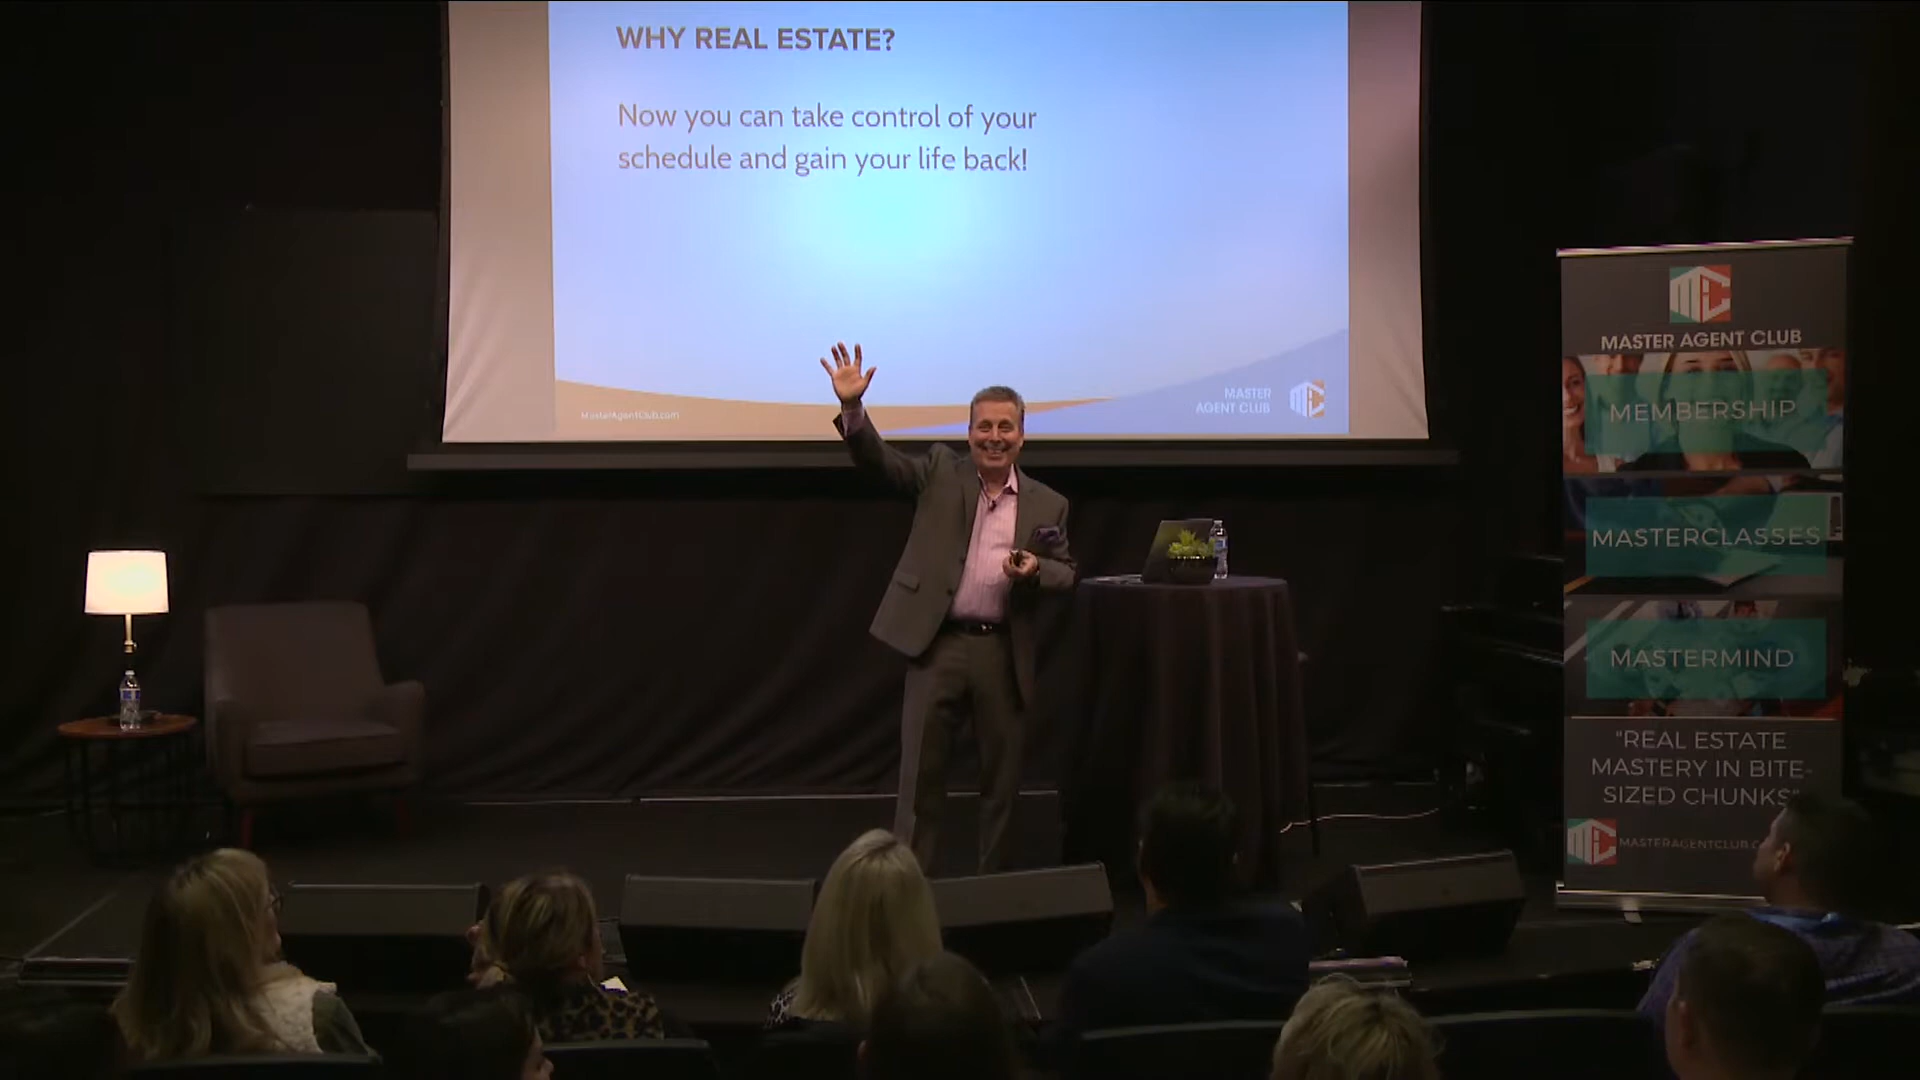 WHY REAL ESTATE?
Now you can take control of your
schedule and gain your life back!
MasterAgentClub.com
MASTER
AGENT CLUB
MASTER AGENT CLUB
MEMBERSHIP
MASTERCLASSES
MASTERMIND
"REAL ESTATE
MASTERY IN BITE-
SIZED CHUNKS"
MASTERAGENTCLUB.C